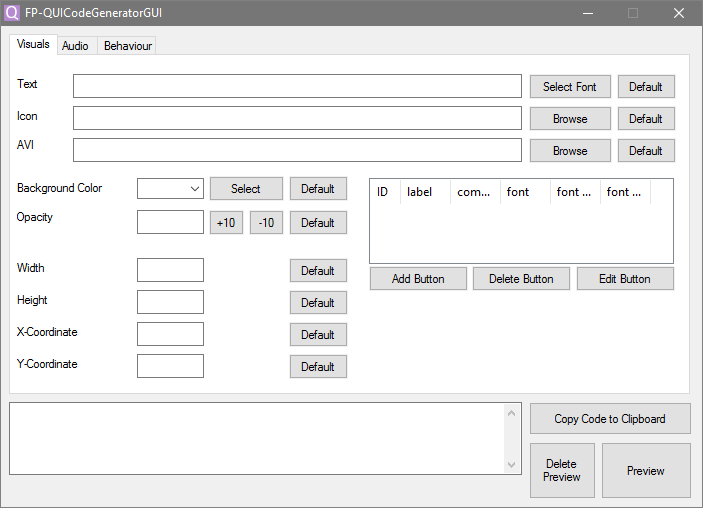 Q FP-QUICodeGeneratorGUI
Visuals Audio Behaviour
Text Select Font Default
Icon Browse Default
AVI Browse Default
Background Color Select Default
Opacity +10 -10 Default
ID label com... font font ... font ...
Width Default
Add Button Delete Button Edit Button
Height Default
X-Coordinate Default
Y-Coordinate Default
Copy Code to Clipboard
Delete
Preview
Preview